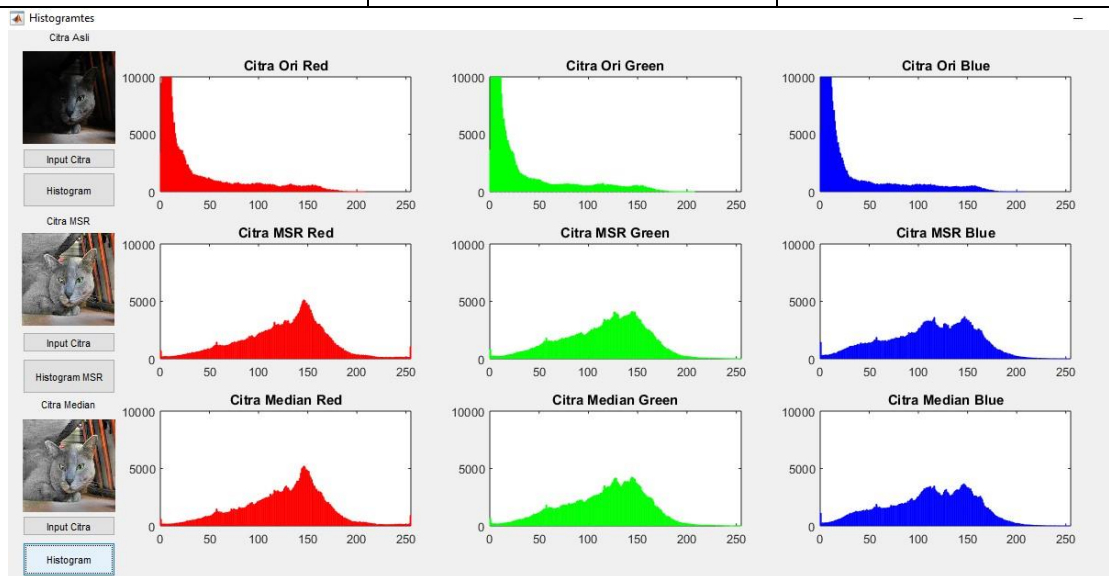 Histogramtes
Citra Asli
Input Citra
Histogram
Citra MSR
Input Citra
Histogram MSR
Citra Median
Input Citra
Histogram
Citra Ori Red
10000
5000
0
0 50 100 150 200 250
Citra Ori Green
10000
5000
0
0 50 100 150 200 250
Citra Ori Blue
10000
5000
0
0 50 100 150 200 250
Citra MSR Red
10000
5000
0
0 50 100 150 200 250
Citra MSR Green
10000
5000
0
0 50 100 150 200 250
Citra MSR Blue
10000
5000
0
0 50 100 150 200 250
Citra Median Red
10000
5000
0
0 50 100 150 200 250
Citra Median Green
10000
5000
0
0 50 100 150 200 250
Citra Median Blue
10000
5000
0
0 50 100 150 200 250